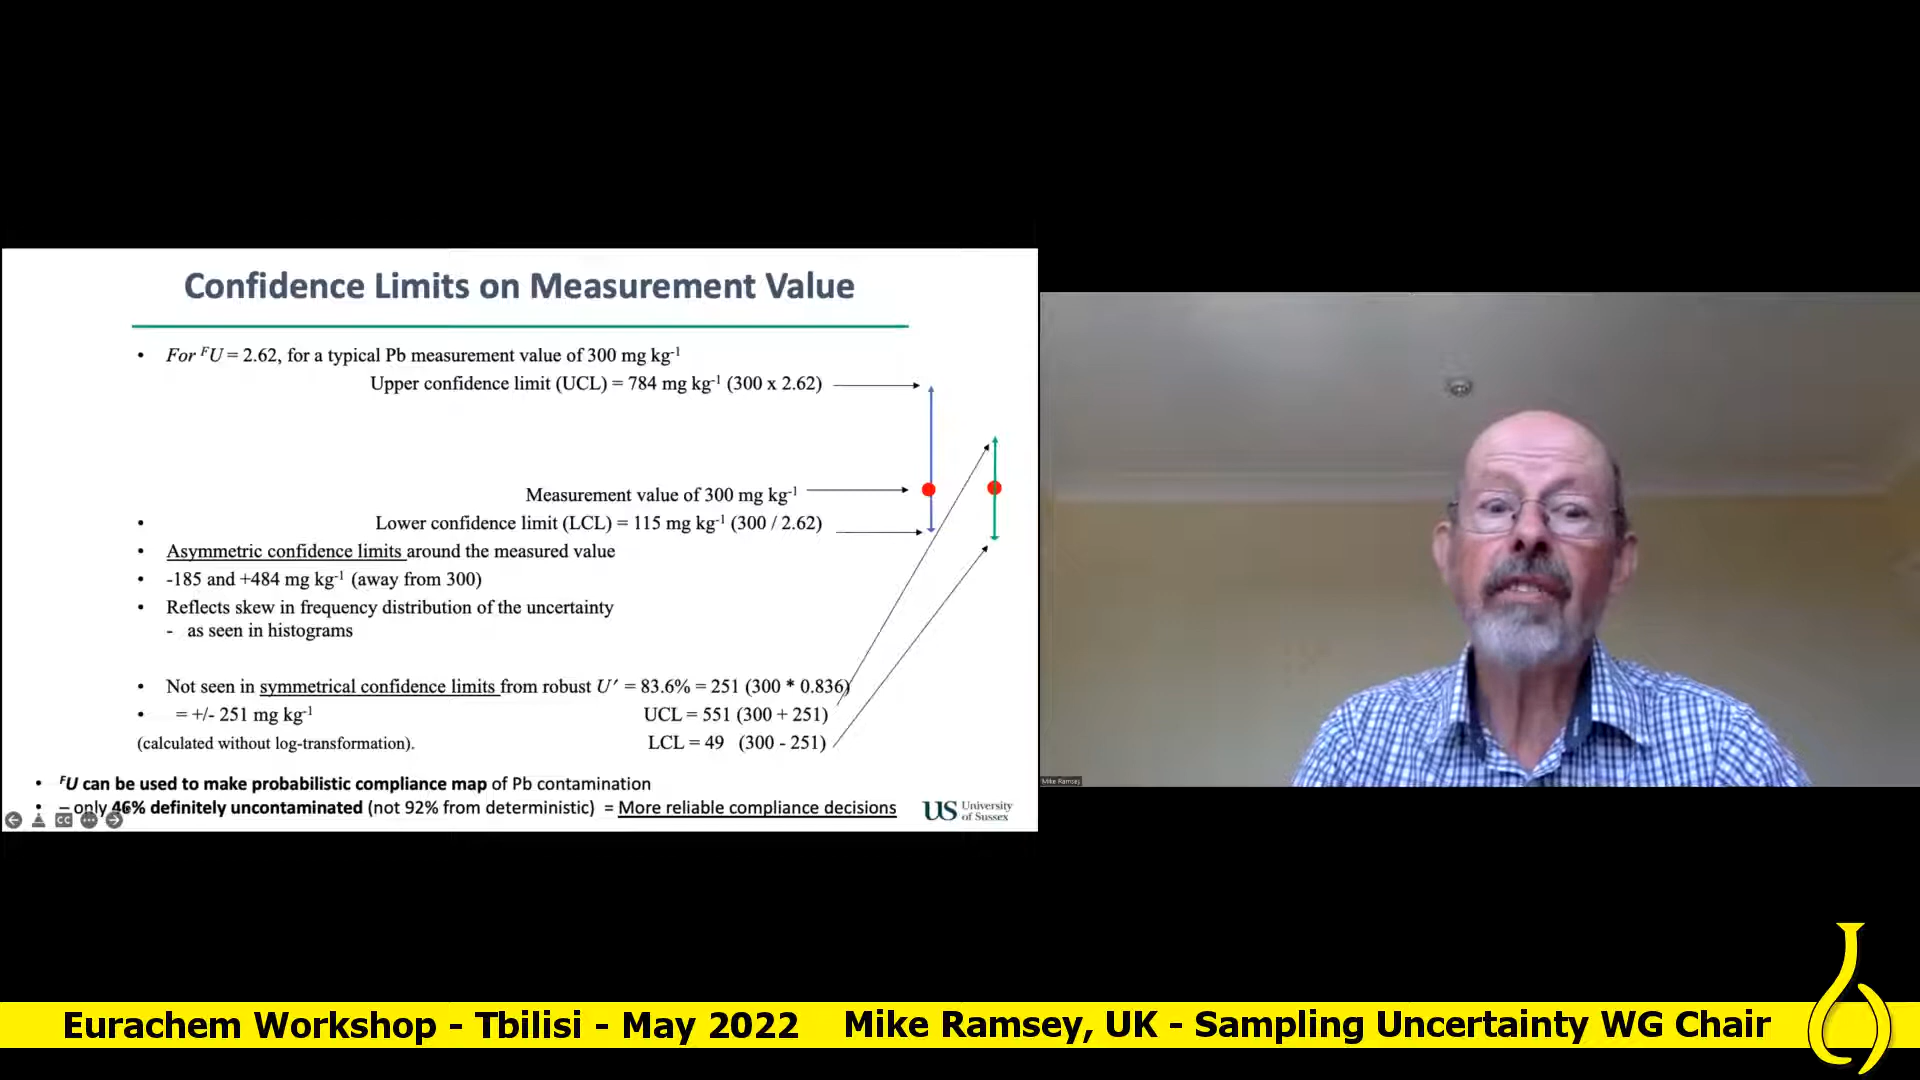 Confidence Limits on Measurement Value
• For ᶠU = 2.62, for a typical Pb measurement value of 300 mg kg⁻¹
Upper confidence limit (UCL) = 784 mg kg⁻¹ (300 x 2.62)
Measurement value of 300 mg kg⁻¹
• Lower confidence limit (LCL) = 115 mg kg⁻¹ (300 / 2.62)
• Asymmetric confidence limits around the measured value
• -185 and +484 mg kg⁻¹ (away from 300)
• Reflects skew in frequency distribution of the uncertainty
- as seen in histograms
• Not seen in symmetrical confidence limits from robust U′ = 83.6% = 251 (300 * 0.836)
• = +/- 251 mg kg⁻¹ UCL = 551 (300 + 251)
(calculated without log-transformation). LCL = 49 (300 - 251)
• ᶠU can be used to make probabilistic compliance map of Pb contamination
• – only 46% definitely uncontaminated (not 92% from deterministic) = More reliable compliance decisions
CC
US University of Sussex
Mike Ramsey
Eurachem Workshop - Tbilisi - May 2022 Mike Ramsey, UK - Sampling Uncertainty WG Chair